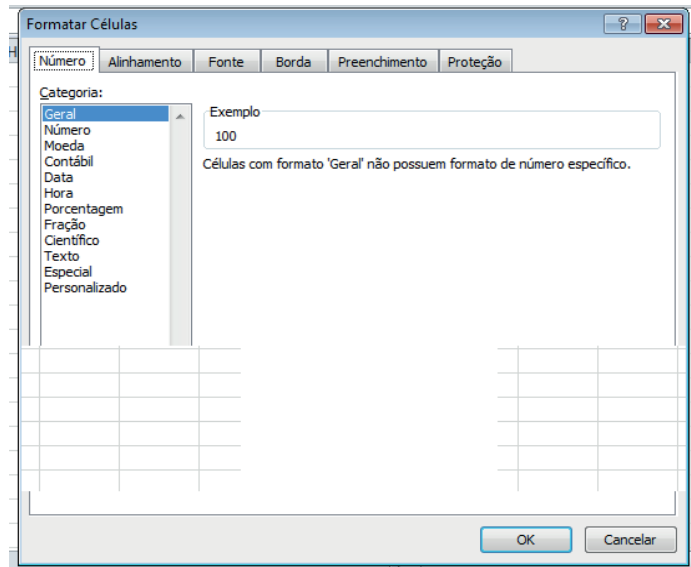 Formatar Células
H
Número Alinhamento Fonte Borda Preenchimento Proteção
Categoria:
Geral
Número
Moeda
Contábil
Data
Hora
Porcentagem
Fração
Científico
Texto
Especial
Personalizado
Exemplo
100
Células com formato 'Geral' não possuem formato de número específico.
OK Cancelar